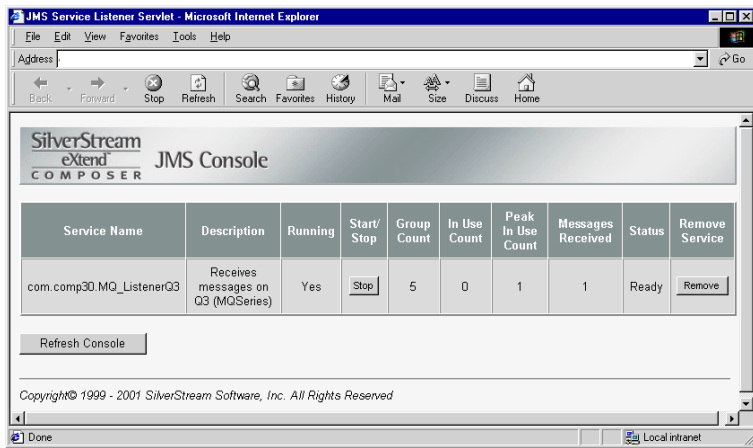 JMS Service Listener Servlet - Microsoft Internet Explorer
File Edit View Favorites Tools Help
Address Go
Back Forward Stop Refresh Search Favorites History Mail Size Discuss Home
SilverStream
eXtend™
COMPOSER
JMS Console
Service Name Description Running Start/ Stop Group Count In Use Count Peak In Use Count Messages Received Status Remove Service
com.comp30.MQ_ListenerQ3 Receives messages on Q3 (MQSeries) Yes Stop 5 0 1 1 Ready Remove
Refresh Console
Copyright© 1999 - 2001 SilverStream Software, Inc. All Rights Reserved
Done Local intranet